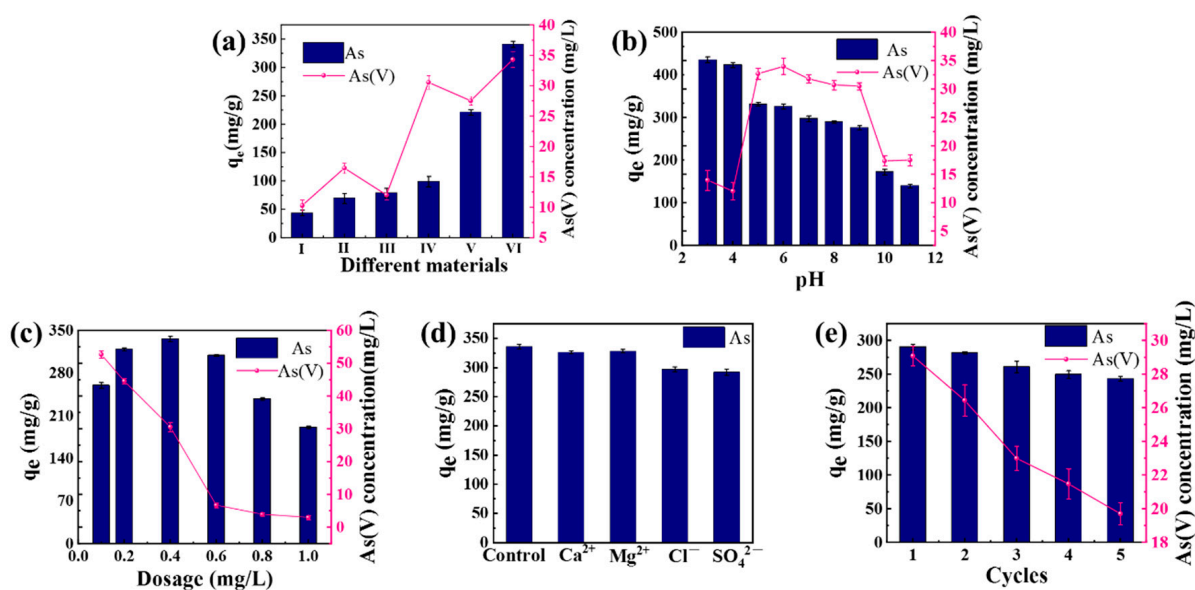 (a)
As
As(V)
350
300
250
200
150
100
50
0
qe(mg/g)
40
35
30
25
20
15
10
5
As(V) concentration (mg/L)
I II III IV V VI
Different materials
(b)
As
As(V)
500
400
300
200
100
0
qe (mg/g)
40
35
30
25
20
15
10
5
As(V) concentration (mg/L)
2 4 6 8 10 12
pH
(c)
As
As(V)
350
280
210
140
70
0
qe (mg/g)
60
50
40
30
20
10
0
As(V) concentration(mg/L)
0.2 0.4 0.6 0.8 1.0
Dosage (mg/L)
(d)
As
350
300
250
200
150
100
50
0
qe (mg/g)
Control Ca²⁺ Mg²⁺ Cl⁻ SO₄²⁻
(e)
As
As(V)
300
250
200
150
100
50
0
qe (mg/g)
30
28
26
24
22
20
18
As(V) concentration (mg/L)
1 2 3 4 5
Cycles